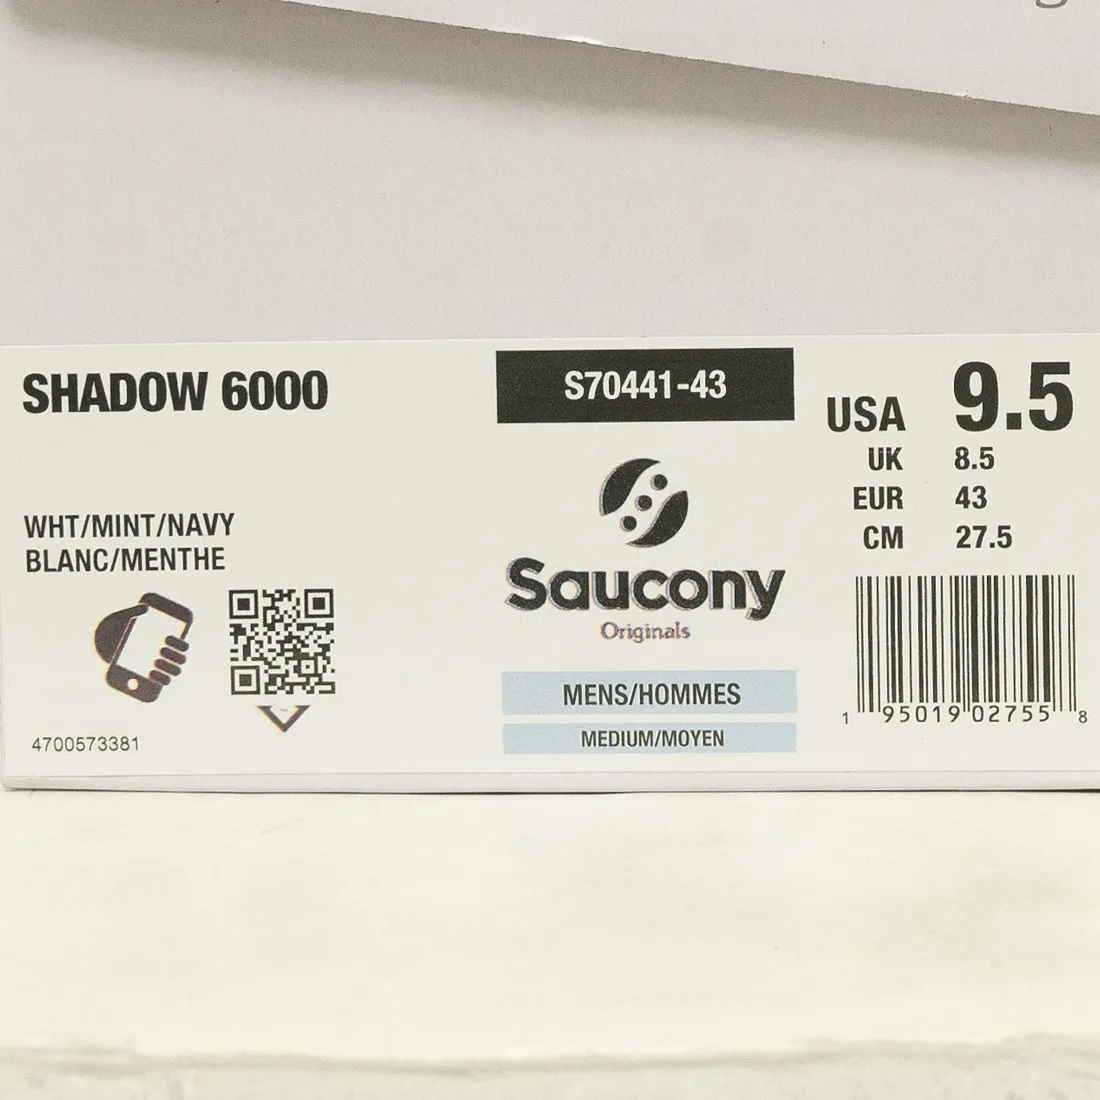 SHADOW 6000
WHT/MINT/NAVY
BLANC/MENTHE
4700573381
S70441-43
Saucony
Originals
MENS/HOMMES
MEDIUM/MOYEN
USA 9.5
UK 8.5
EUR 43
CM 27.5
1 95019 02755 8